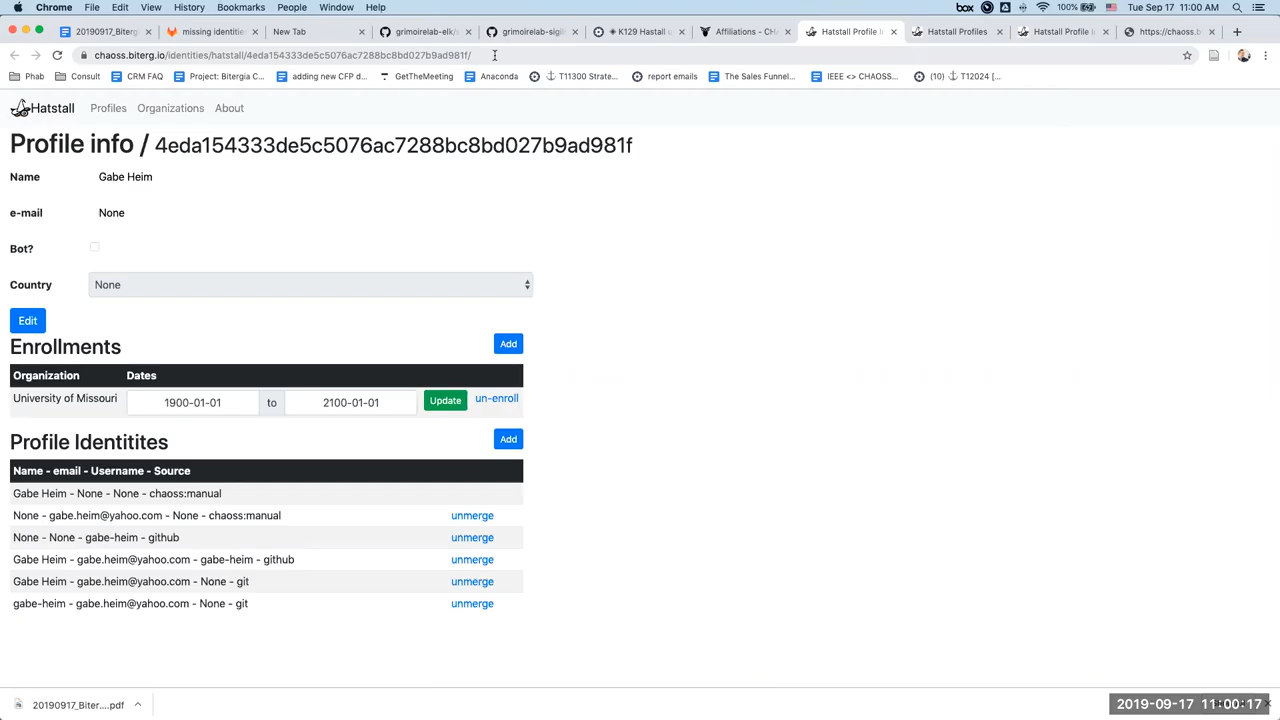 Chrome File Edit View History Bookmarks People Window Help box 100% Tue Sep 17 11:00 AM
20190917_Biterg missing identitie New Tab grimoirelab-elk/s grimoirelab-sigil K129 Hastall u Affiliations - CHA Hatstall Profile In Hatstall Profiles Hatstall Profile I https://chaoss.b
chaoss.biterg.io/identities/hatstall/4eda154333de5c5076ac7288bc8bd027b9ad981f/
Phab Consult CRM FAQ Project: Bitergia C... adding new CFP d... GetTheMeeting Anaconda T11300 Strate... report emails The Sales Funnel... IEEE <> CHAOSS... (10) T12024 [...
Hatstall Profiles Organizations About
Profile info / 4eda154333de5c5076ac7288bc8bd027b9ad981f
Name Gabe Heim
e-mail None
Bot?
Country None
Edit
Enrollments Add
Organization Dates
University of Missouri 1900-01-01 to 2100-01-01 Update un-enroll
Profile Identitites Add
Name - email - Username - Source
Gabe Heim - None - None - chaoss:manual
None - gabe.heim@yahoo.com - None - chaoss:manual unmerge
None - None - gabe-heim - github unmerge
Gabe Heim - gabe.heim@yahoo.com - gabe-heim - github unmerge
Gabe Heim - gabe.heim@yahoo.com - None - git unmerge
gabe-heim - gabe.heim@yahoo.com - None - git unmerge
20190917_Biter....pdf 2019-09-17 11:00:17